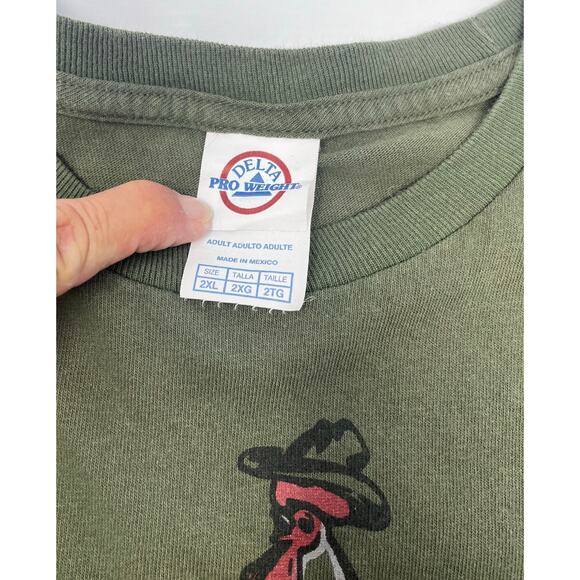 DELTA
PRO WEIGHT®
ADULT ADULTO ADULTE
MADE IN MEXICO
SIZE TALLA TAILLE
2XL 2XG 2TG